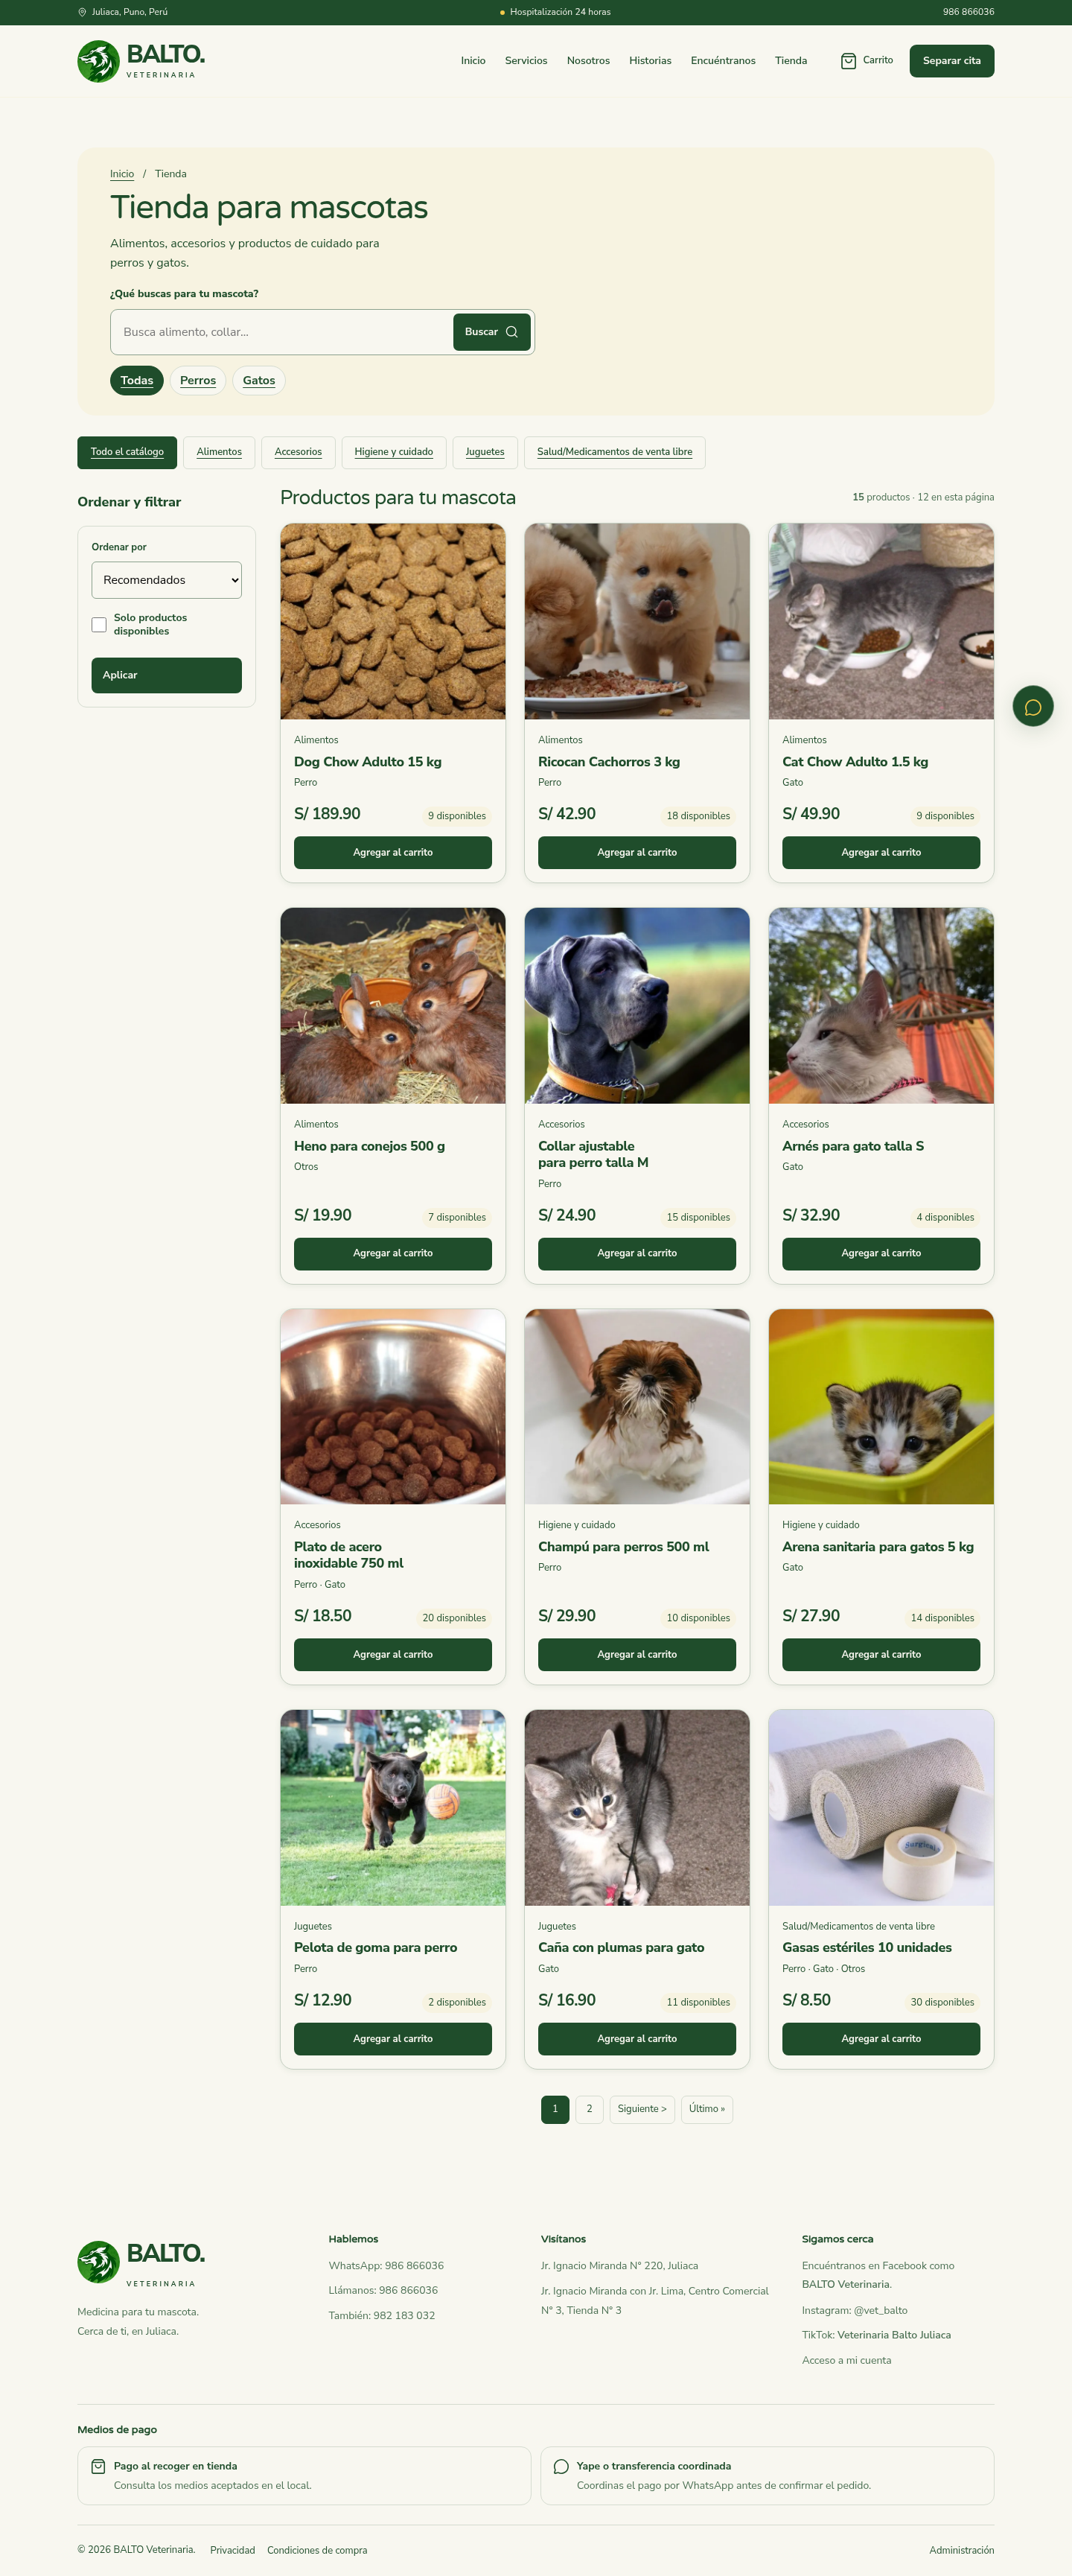 Juliaca, Puno, Perú
Hospitalización 24 horas
986 866036
BALTO.
VETERINARIA
Inicio
Servicios
Nosotros
Historias
Encuéntranos
Tienda
Carrito
Separar cita
Inicio / Tienda
Tienda para mascotas
Alimentos, accesorios y productos de cuidado para
perros y gatos.
¿Qué buscas para tu mascota?
Busca alimento, collar...
Buscar
Todas
Perros
Gatos
Todo el catálogo
Alimentos
Accesorios
Higiene y cuidado
Juguetes
Salud/Medicamentos de venta libre
Ordenar y filtrar
Ordenar por
Recomendados
Solo productos
disponibles
Aplicar
Productos para tu mascota
15 productos · 12 en esta página
Alimentos
Dog Chow Adulto 15 kg
Perro
S/ 189.90
9 disponibles
Agregar al carrito
Alimentos
Ricocan Cachorros 3 kg
Perro
S/ 42.90
18 disponibles
Agregar al carrito
Alimentos
Cat Chow Adulto 1.5 kg
Gato
S/ 49.90
9 disponibles
Agregar al carrito
Alimentos
Heno para conejos 500 g
Otros
S/ 19.90
7 disponibles
Agregar al carrito
Accesorios
Collar ajustable
para perro talla M
Perro
S/ 24.90
15 disponibles
Agregar al carrito
Accesorios
Arnés para gato talla S
Gato
S/ 32.90
4 disponibles
Agregar al carrito
Accesorios
Plato de acero
inoxidable 750 ml
Perro · Gato
S/ 18.50
20 disponibles
Agregar al carrito
Higiene y cuidado
Champú para perros 500 ml
Perro
S/ 29.90
10 disponibles
Agregar al carrito
Higiene y cuidado
Arena sanitaria para gatos 5 kg
Gato
S/ 27.90
14 disponibles
Agregar al carrito
Juguetes
Pelota de goma para perro
Perro
S/ 12.90
2 disponibles
Agregar al carrito
Juguetes
Caña con plumas para gato
Gato
S/ 16.90
11 disponibles
Agregar al carrito
Salud/Medicamentos de venta libre
Gasas estériles 10 unidades
Perro · Gato · Otros
S/ 8.50
30 disponibles
Agregar al carrito
1
2
Siguiente >
Último »
BALTO.
VETERINARIA
Medicina para tu mascota.
Cerca de ti, en Juliaca.
Hablemos
WhatsApp: 986 866036
Llámanos: 986 866036
También: 982 183 032
Visítanos
Jr. Ignacio Miranda N° 220, Juliaca
Jr. Ignacio Miranda con Jr. Lima, Centro Comercial
N° 3, Tienda N° 3
Sigamos cerca
Encuéntranos en Facebook como
BALTO Veterinaria.
Instagram: @vet_balto
TikTok: Veterinaria Balto Juliaca
Acceso a mi cuenta
Medios de pago
Pago al recoger en tienda
Consulta los medios aceptados en el local.
Yape o transferencia coordinada
Coordinas el pago por WhatsApp antes de confirmar el pedido.
© 2026 BALTO Veterinaria.
Privacidad
Condiciones de compra
Administración